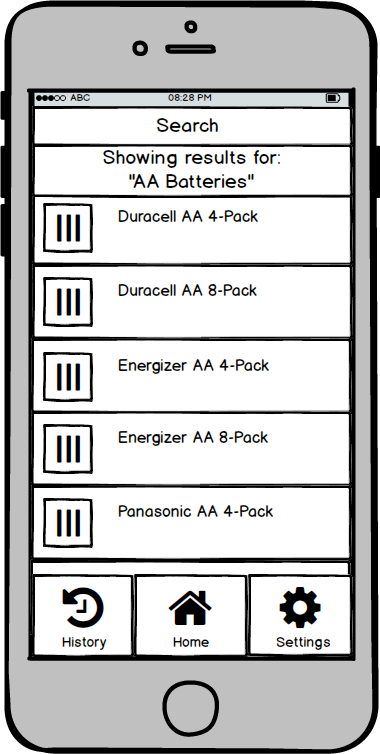 ABC 08:28 PM
Search
Showing results for:
"AA Batteries"
Duracell AA 4-Pack
Duracell AA 8-Pack
Energizer AA 4-Pack
Energizer AA 8-Pack
Panasonic AA 4-Pack
History Home Settings